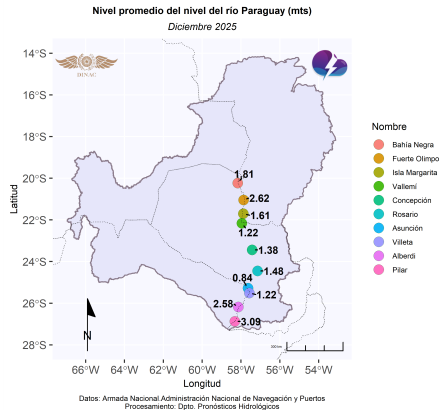 Nivel promedio del nivel del río Paraguay (mts)
Diciembre 2025
DINAC
14°S
16°S
18°S
20°S
22°S
24°S
26°S
28°S
Latitud
1.81
2.62
1.61
1.22
1.38
1.48
0.84
1.22
2.58
3.09
N
66°W
64°W
62°W
60°W
58°W
56°W
54°W
Longitud
Nombre
Bahía Negra
Fuerte Olimpo
Isla Margarita
Vallemí
Concepción
Rosario
Asunción
Villeta
Alberdi
Pilar
Datos: Armada Nacional.Administración Nacional de Navegación y Puertos
Procesamiento: Dpto. Pronósticos Hidrológicos